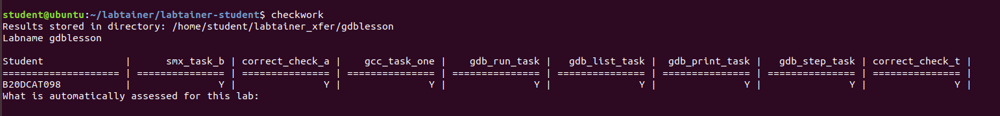 student@ubuntu:~/labtainer/labtainer-student$ checkwork
Results stored in directory: /home/student/labtainer_xfer/gdblesson
Labname gdblesson
Student | smx_task_b | correct_check_a | gcc_task_one | gdb_run_task | gdb_list_task | gdb_print_task | gdb_step_task | correct_check_t |
==================== | =============== | =============== | =============== | =============== | =============== | =============== | =============== | =============== |
B20DCAT098 | Y | Y | Y | Y | Y | Y | Y | Y |
What is automatically assessed for this lab: